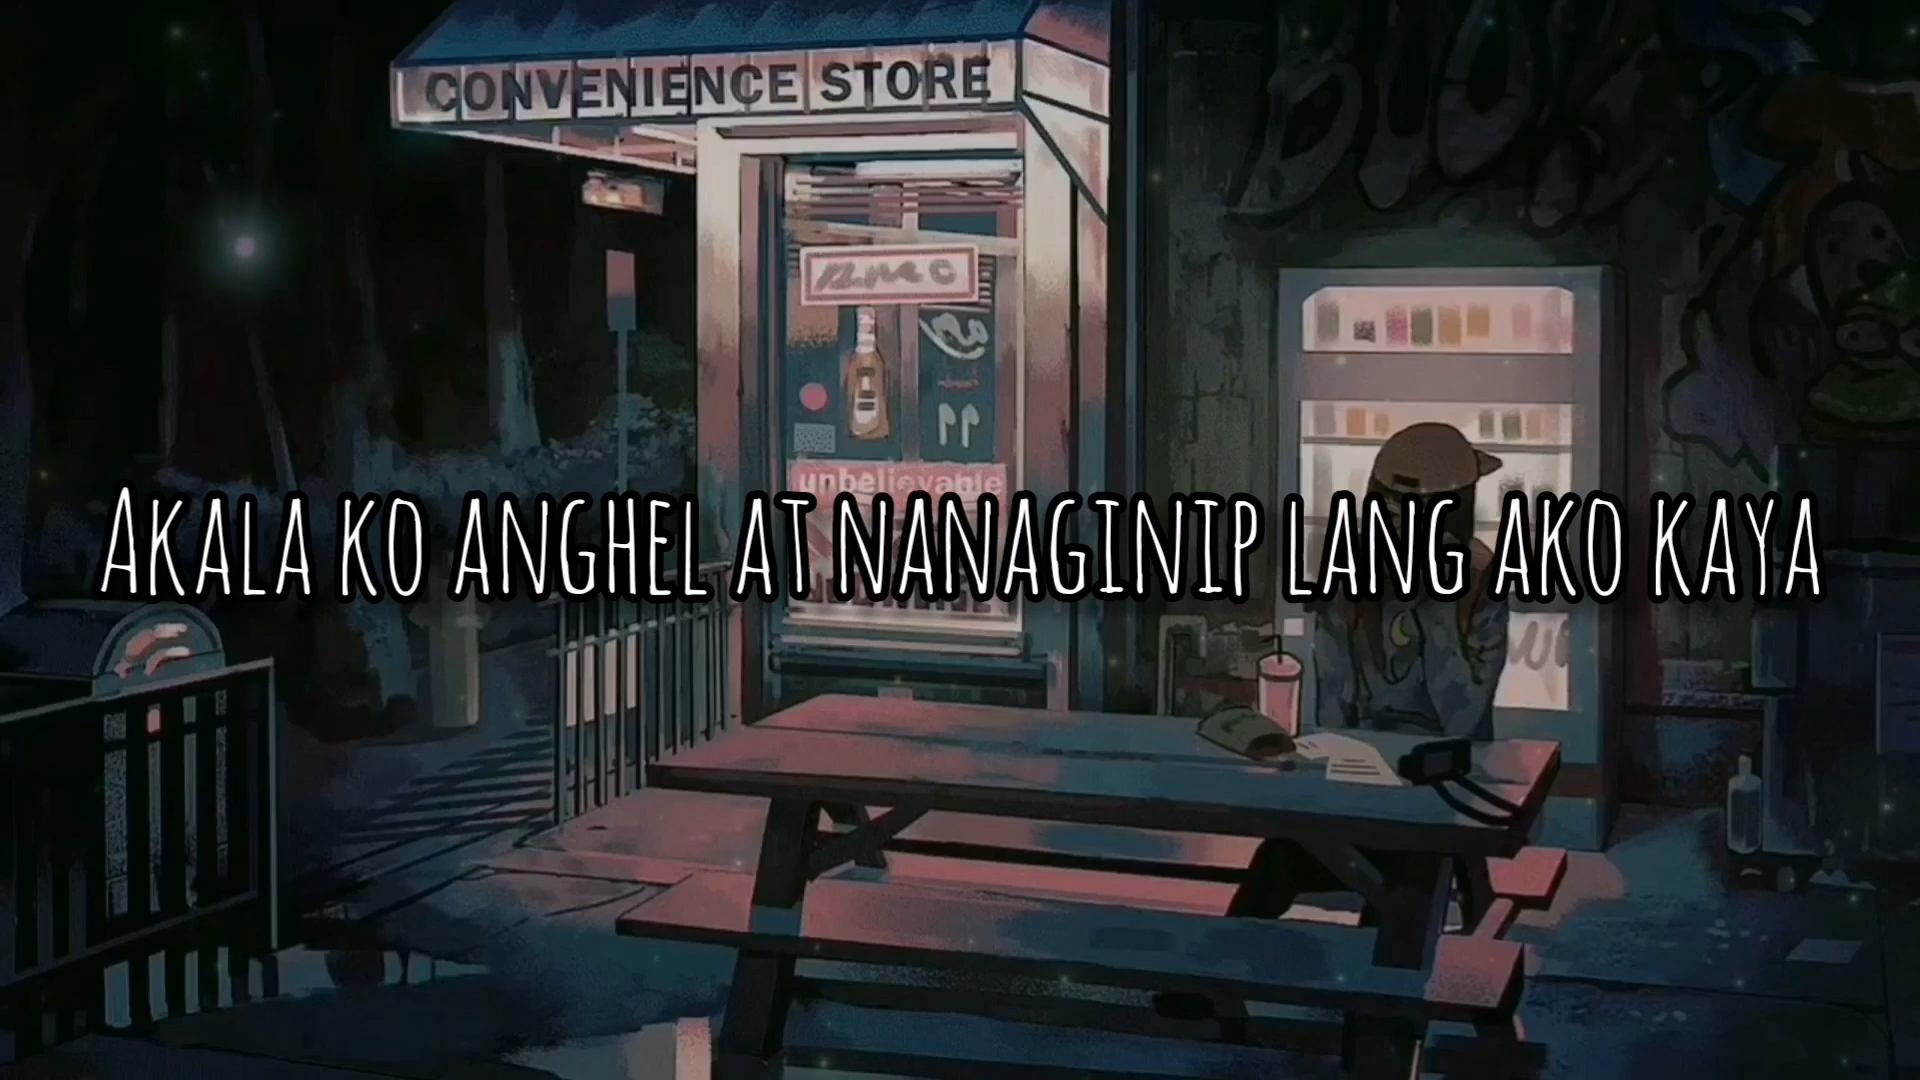 CONVENIENCE STORE
unbelievable
AKALA KO ANGHEL AT NANAGINIP LANG AKO KAYA